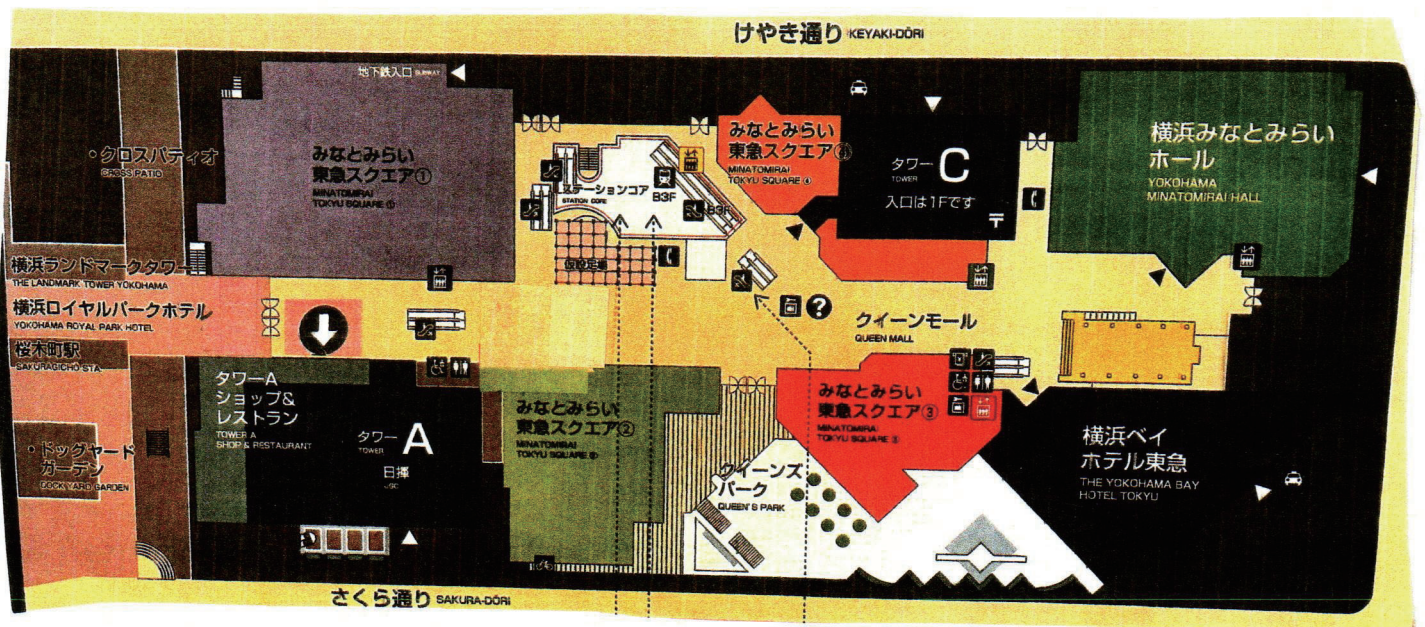 けやき通り KEYAKI-DŌRI
地下鉄入口 SUBWAY
・クロスパティオ
CROSS PATIO
みなとみらい
東急スクエア①
MINATOMIRAI
TOKYU SQUARE ①
ステーションコア
STATION CORE
B3F
B3F
みなとみらい
東急スクエア④
MINATOMIRAI
TOKYU SQUARE ④
タワー C
TOWER
入口は1Fです
〒
横浜みなとみらい
ホール
YOKOHAMA
MINATOMIRAI HALL
横浜ランドマークタワー
THE LANDMARK TOWER YOKOHAMA
横浜ロイヤルパークホテル
YOKOHAMA ROYAL PARK HOTEL
桜木町駅
SAKURAGICHO STA.
?
クイーンモール
QUEEN MALL
タワーA
ショップ&
レストラン
TOWER A
SHOP & RESTAURANT
タワー A
TOWER
日揮
JGC
みなとみらい
東急スクエア②
MINATOMIRAI
TOKYU SQUARE ②
みなとみらい
東急スクエア③
MINATOMIRAI
TOKYU SQUARE ③
・ドックヤード
ガーデン
DOCK YARD GARDEN
クイーンズ
パーク
QUEEN'S PARK
横浜ベイ
ホテル東急
THE YOKOHAMA BAY
HOTEL TOKYU
さくら通り SAKURA-DŌRI